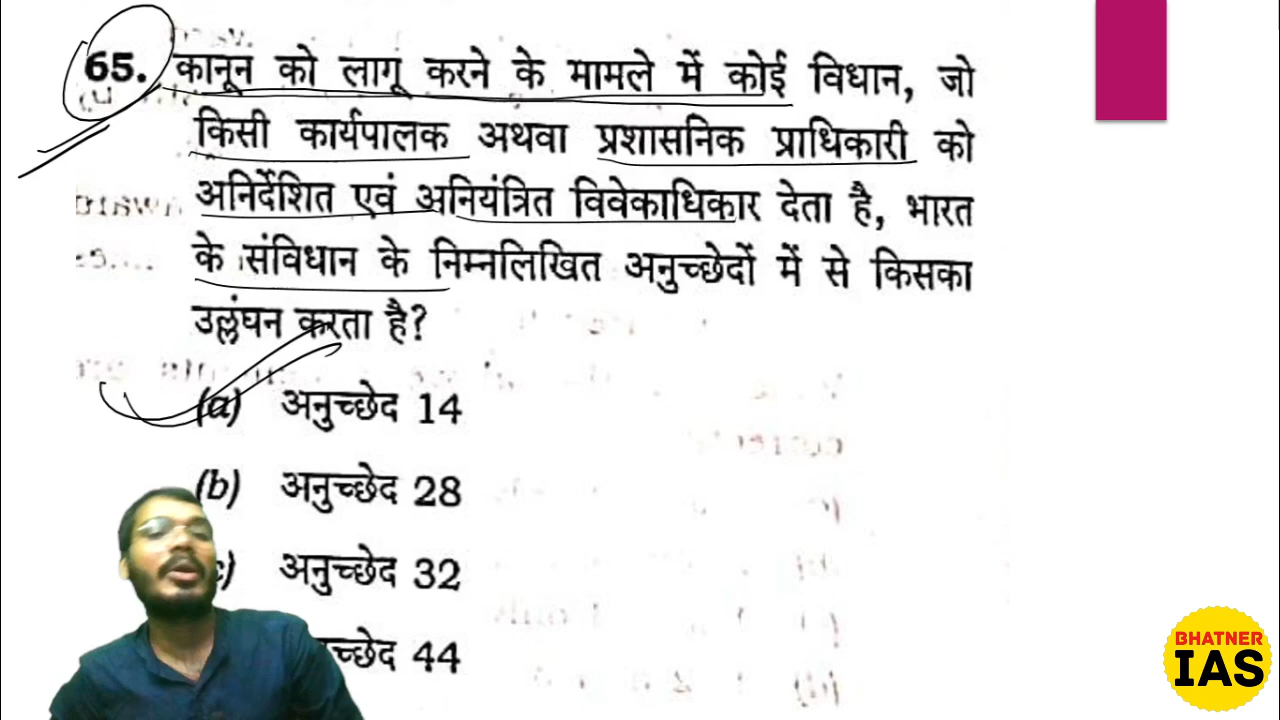 65. कानून को लागू करने के मामले में कोई विधान, जो
किसी कार्यपालक अथवा प्रशासनिक प्राधिकारी को
अनिर्देशित एवं अनियंत्रित विवेकाधिकार देता है, भारत
के संविधान के निम्नलिखित अनुच्छेदों में से किसका
उल्लंघन करता है?
(a) अनुच्छेद 14
(b) अनुच्छेद 28
अनुच्छेद 32
44
BHATNER
IAS